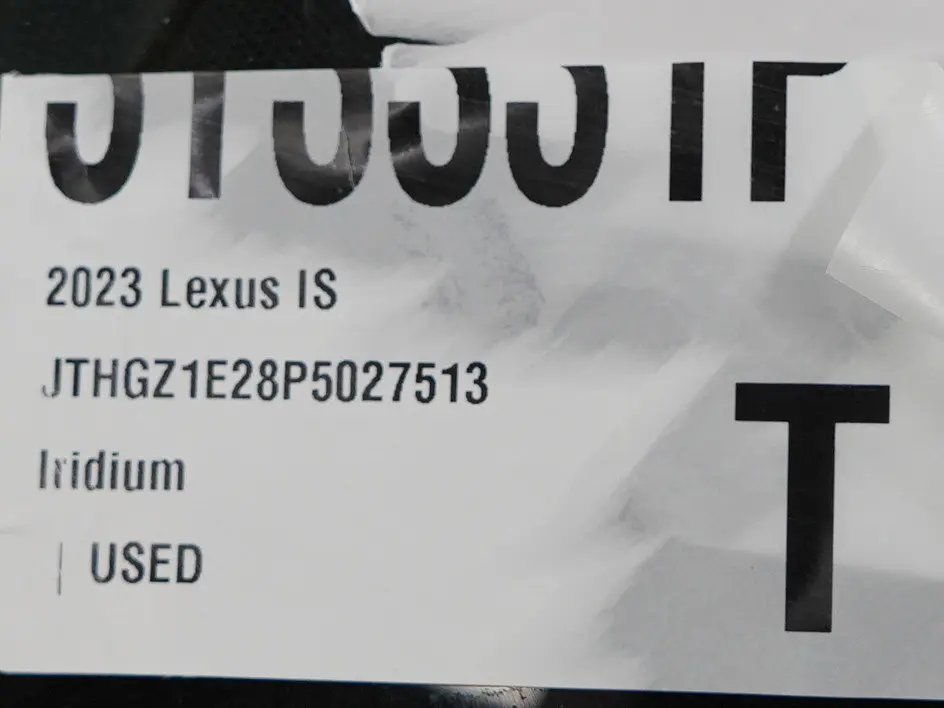 2023 Lexus IS
JTHGZ1E28P5027513
Iridium
| USED
T